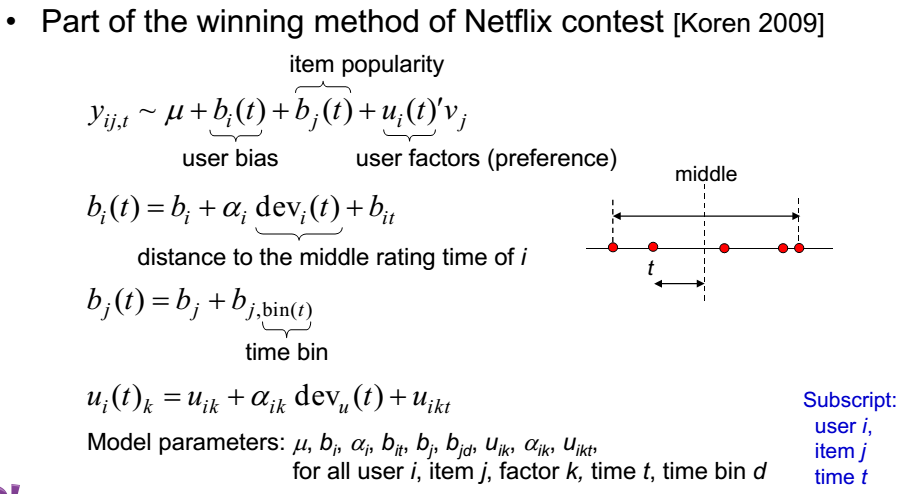 • Part of the winning method of Netflix contest [Koren 2009]
item popularity
y_{ij,t} ~ μ + b_i(t) + b_j(t) + u_i(t)′v_j
user bias
user factors (preference)
b_i(t) = b_i + α_i dev_i(t) + b_{it}
distance to the middle rating time of i
middle
t
b_j(t) = b_j + b_{j,bin(t)}
time bin
u_i(t)_k = u_{ik} + α_{ik} dev_u(t) + u_{ikt}
Model parameters: μ, b_i, α_i, b_{it}, b_j, b_{jd}, u_{ik}, α_{ik}, u_{ikt},
for all user i, item j, factor k, time t, time bin d
Subscript:
user i,
item j
time t